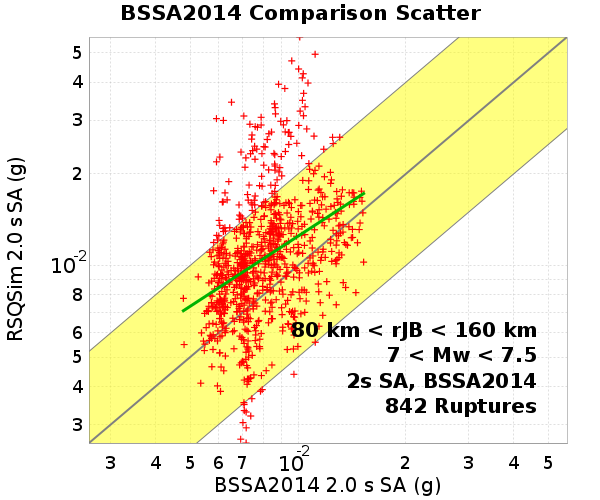 BSSA2014 Comparison Scatter
5
4
3
2
10-2
8
6
5
4
3
RSQSim 2.0 s SA (g)
80 km < rJB < 160 km
7 < Mw < 7.5
2s SA, BSSA2014
842 Ruptures
3 4 5 6 7 10-2 2 3 4 5
BSSA2014 2.0 s SA (g)